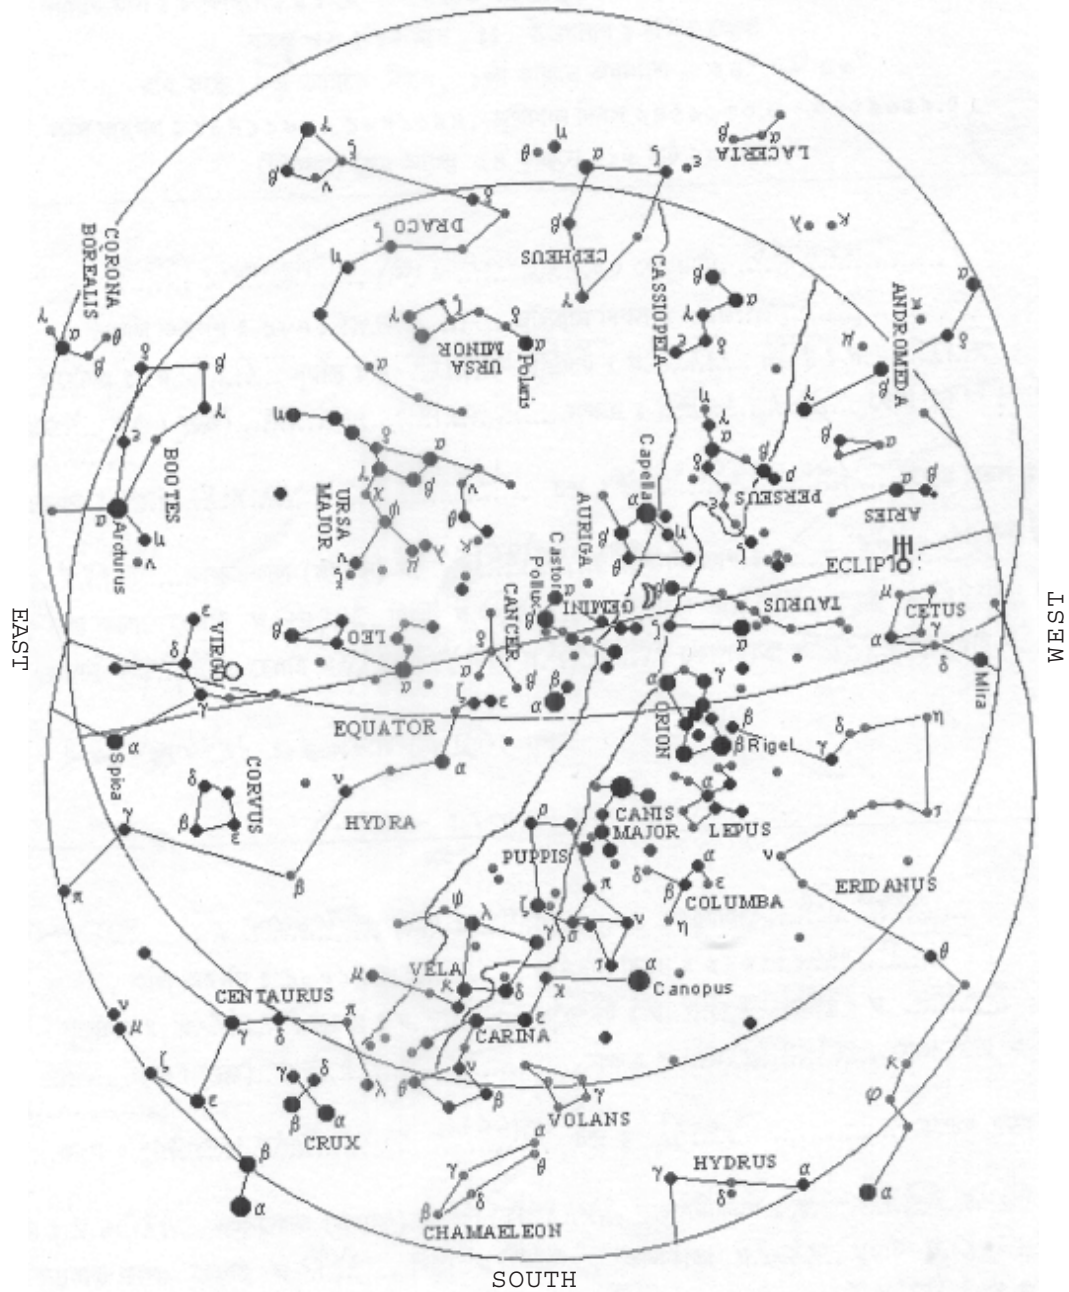 γ
ξ
β
ν
δ
DRACO
ζ
η
θ
η
α
β
CEPHEUS
γ
ζ
ε
β
α
LACERTA
λ
κ
CORONA
BOREALIS
γ
α
β
θ
δ
β
γ
ε
BOOTES
α
Arcturus
η
ν
γ
ζ
δ
α
Polaris
URSA
MINOR
α
CASSIOPEA
β
α
γ
δ
ε
ANDROMEDA
π
μ
α
δ
β
γ
η
δ
α
γ
β
χ
ψ
ν
θ
κ
λ
μ
ν
ξ
URSA
MAJOR
Capella
α
β
η
θ
AURIGA
η
γ
α
δ
β
ρ
ε
ζ
PERSEUS
β
α
α
β
θ
ARIES
Castor
Pollux
α
β
GEMINI
ECLIP
β
ζ
TAURUS
μ
CETUS
α
γ
δ
Mira
EAST
WEST
ε
δ
VIRGO
γ
α
Spica
β
LEO
α
CANCER
δ
α
β
β
α
ζ
ε
EQUATOR
α
γ
ORION
β
Rigel
β
γ
δ
η
τ
ν
ERIDANUS
θ
κ
φ
α
CORVUS
δ
β
ε
ν
α
HYDRA
β
γ
π
CANIS
MAJOR
α
LEPUS
ρ
PUPPIS
π
ζ
σ
ν
τ
α
δ
β
ε
COLUMBA
η
ψ
λ
γ
VELA
μ
κ
δ
χ
α
Canopus
CENTAURUS
ν
μ
γ
δ
π
λ
ζ
ε
β
α
CARINA
ε
θ
ν
β
γ
δ
β
α
CRUX
γ
VOLANS
α
θ
γ
δ
β
CHAMAELEON
γ
HYDRUS
δ
α
SOUTH